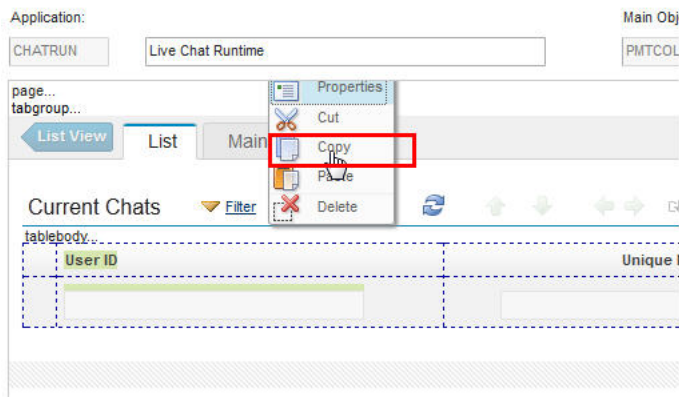 Application:
Main Obj
CHATRUN
Live Chat Runtime
PMTCOL
page...
tabgroup...
Properties
Cut
Copy
Paste
Delete
List View
List
Main
Current Chats
Filter
tablebody...
User ID
Unique